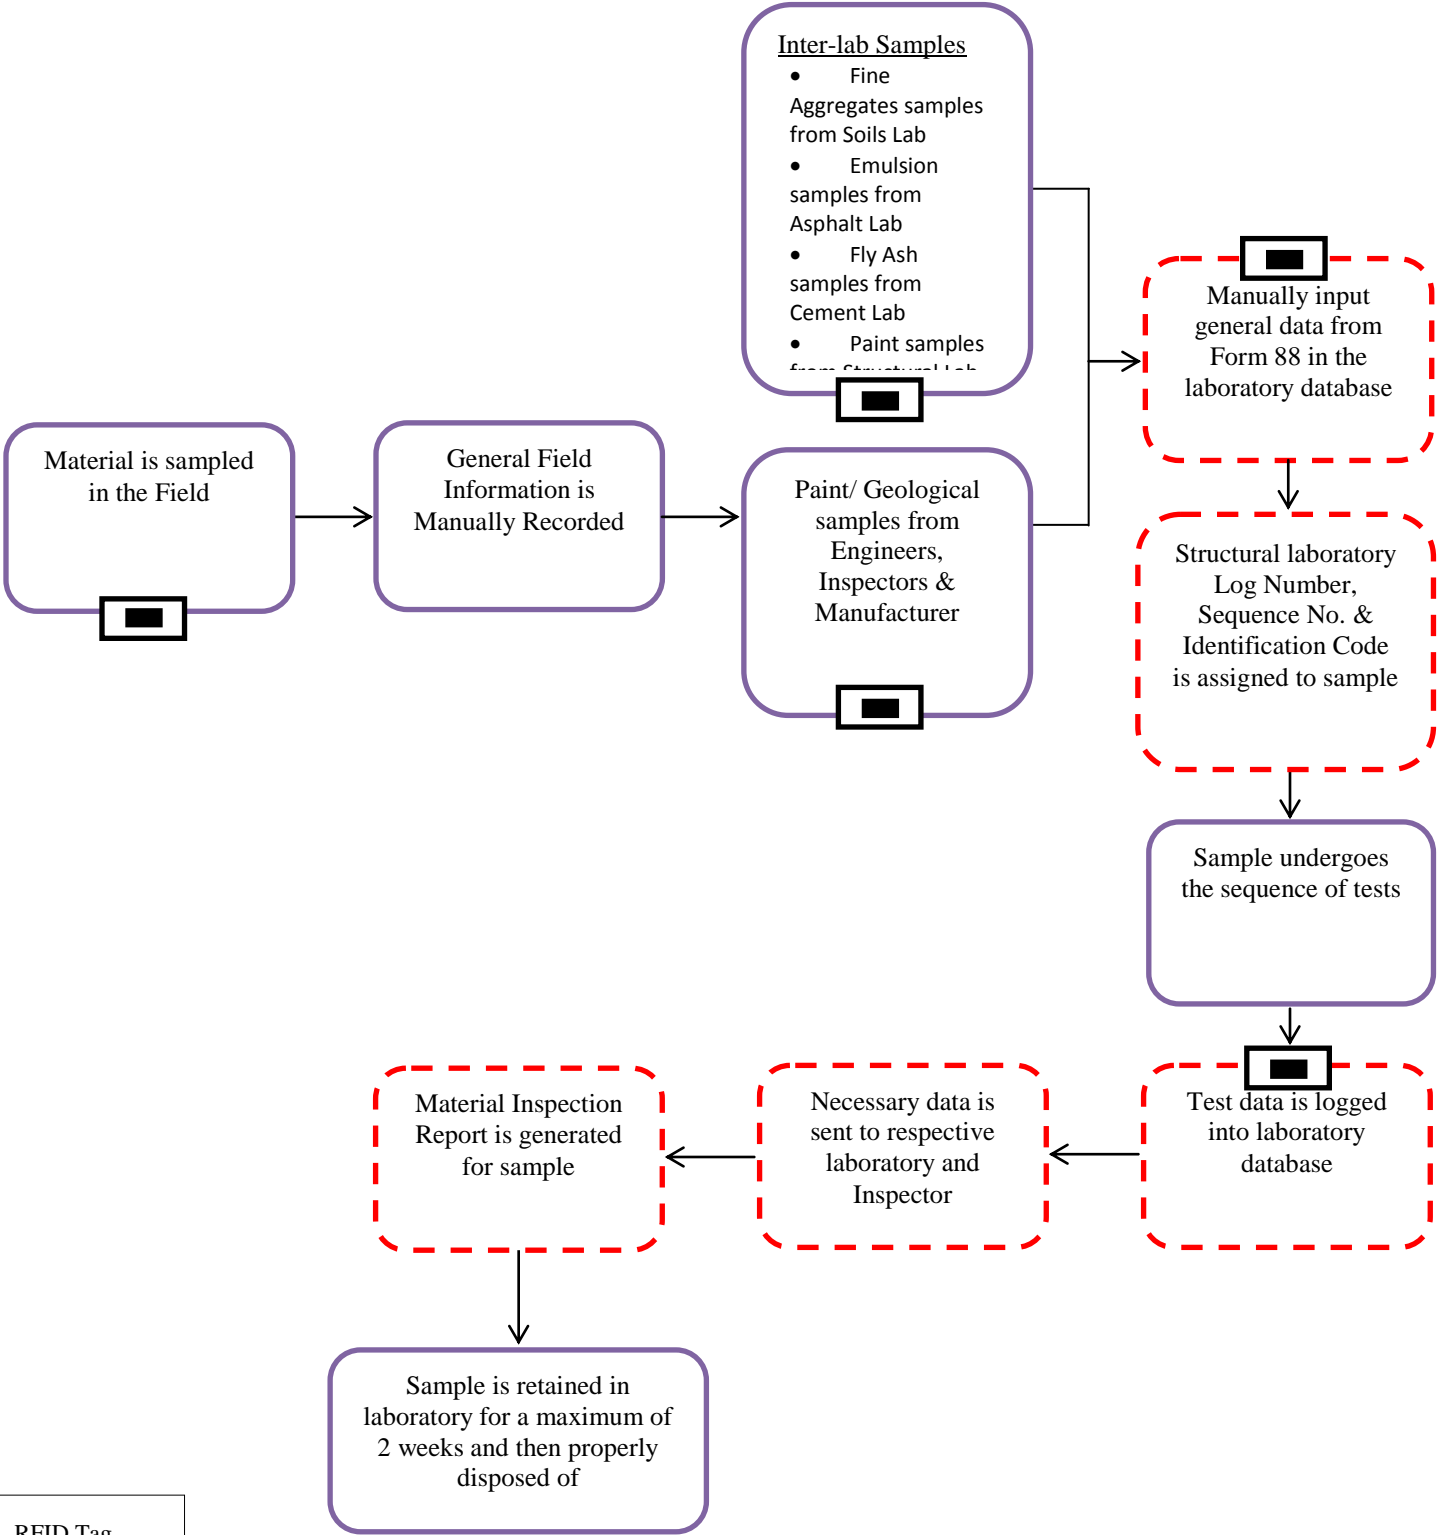 Inter-lab Samples
• Fine
Aggregates samples
from Soils Lab
• Emulsion
samples from
Asphalt Lab
• Fly Ash
samples from
Cement Lab
• Paint samples
from Structural Lab
Manually input
general data from
Form 88 in the
laboratory database
Material is sampled
in the Field
General Field
Information is
Manually Recorded
Paint/ Geological
samples from
Engineers,
Inspectors &
Manufacturer
Structural laboratory
Log Number,
Sequence No. &
Identification Code
is assigned to sample
Sample undergoes
the sequence of tests
Test data is logged
into laboratory
database
Necessary data is
sent to respective
laboratory and
Inspector
Material Inspection
Report is generated
for sample
Sample is retained in
laboratory for a maximum of
2 weeks and then properly
disposed of
RFID Tag